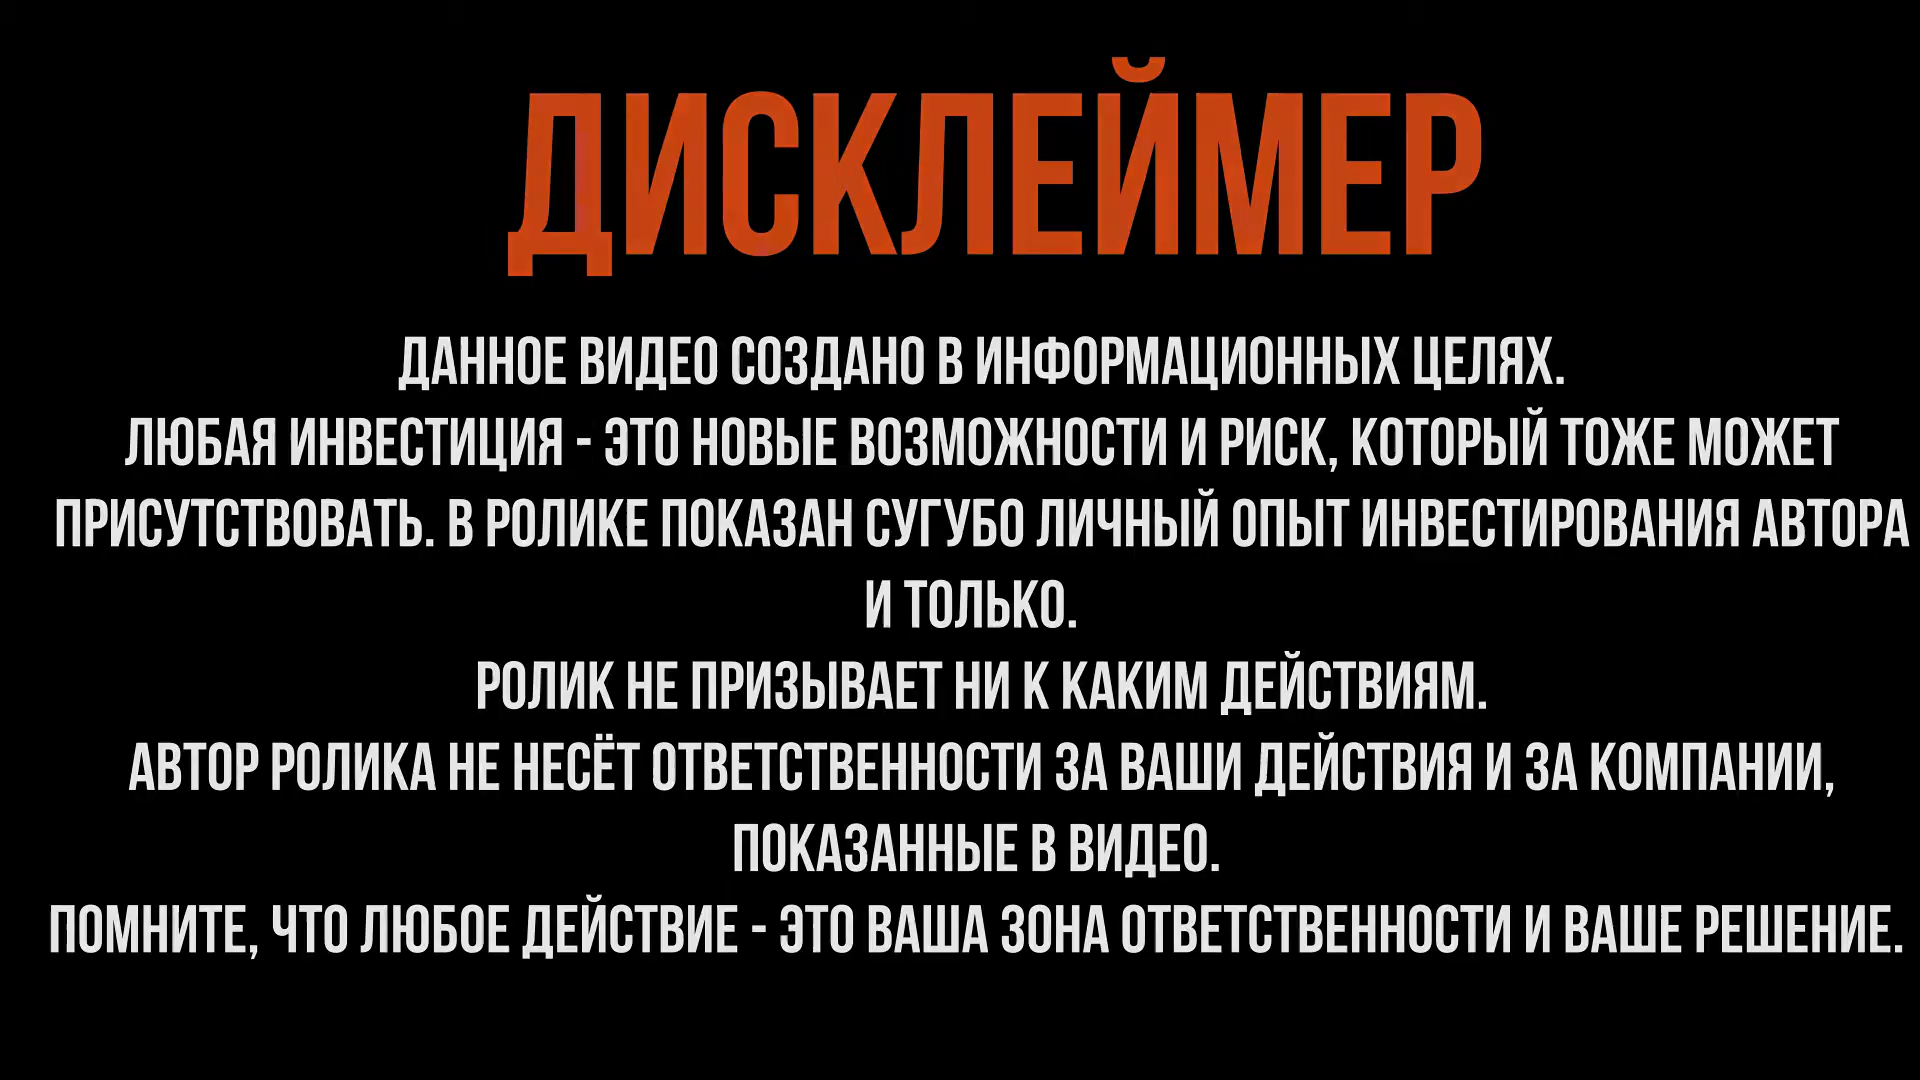 ДИСКЛЕЙМЕР
ДАННОЕ ВИДЕО СОЗДАНО В ИНФОРМАЦИОННЫХ ЦЕЛЯХ.
ЛЮБАЯ ИНВЕСТИЦИЯ - ЭТО НОВЫЕ ВОЗМОЖНОСТИ И РИСК, КОТОРЫЙ ТОЖЕ МОЖЕТ
ПРИСУТСТВОВАТЬ. В РОЛИКЕ ПОКАЗАН СУГУБО ЛИЧНЫЙ ОПЫТ ИНВЕСТИРОВАНИЯ АВТОРА
И ТОЛЬКО.
РОЛИК НЕ ПРИЗЫВАЕТ НИ К КАКИМ ДЕЙСТВИЯМ.
АВТОР РОЛИКА НЕ НЕСЁТ ОТВЕТСТВЕННОСТИ ЗА ВАШИ ДЕЙСТВИЯ И ЗА КОМПАНИИ,
ПОКАЗАННЫЕ В ВИДЕО.
ПОМНИТЕ, ЧТО ЛЮБОЕ ДЕЙСТВИЕ - ЭТО ВАША ЗОНА ОТВЕТСТВЕННОСТИ И ВАШЕ РЕШЕНИЕ.